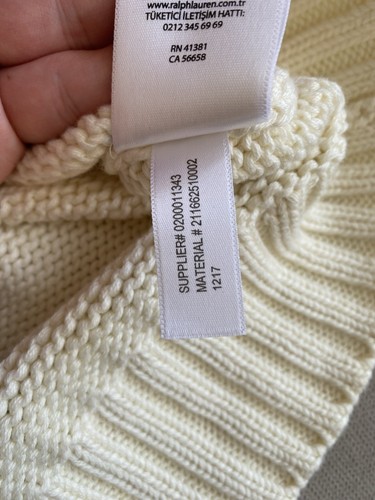 www.ralphlauren.com.tr
TÜKETİCİ İLETİŞİM HATTI:
0212 345 69 69
RN 41381
CA 56658
SUPPLIER# 0200011343
MATERIAL # 211662510002
1217